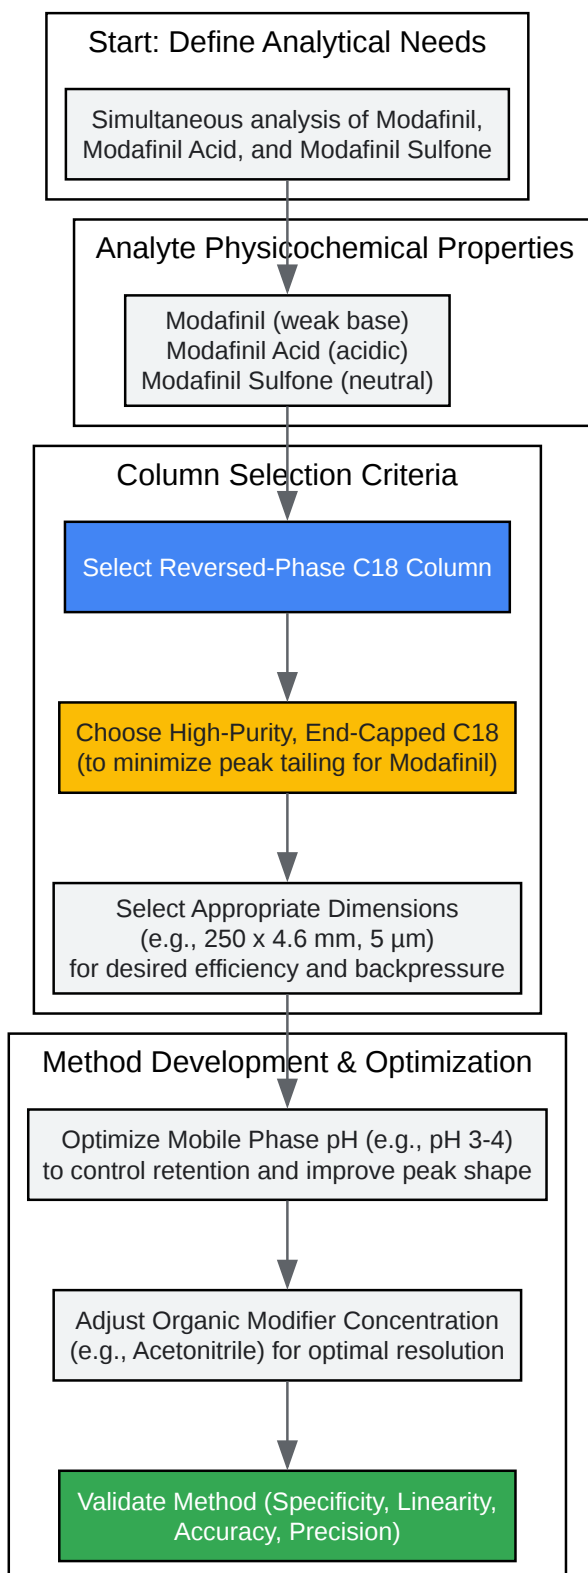 Start: Define Analytical Needs
Simultaneous analysis of Modafinil,
Modafinil Acid, and Modafinil Sulfone
Analyte Physicochemical Properties
Modafinil (weak base)
Modafinil Acid (acidic)
Modafinil Sulfone (neutral)
Column Selection Criteria
Select Reversed-Phase C18 Column
Choose High-Purity, End-Capped C18
(to minimize peak tailing for Modafinil)
Select Appropriate Dimensions
(e.g., 250 x 4.6 mm, 5 µm)
for desired efficiency and backpressure
Method Development & Optimization
Optimize Mobile Phase pH (e.g., pH 3-4)
to control retention and improve peak shape
Adjust Organic Modifier Concentration
(e.g., Acetonitrile) for optimal resolution
Validate Method (Specificity, Linearity,
Accuracy, Precision)